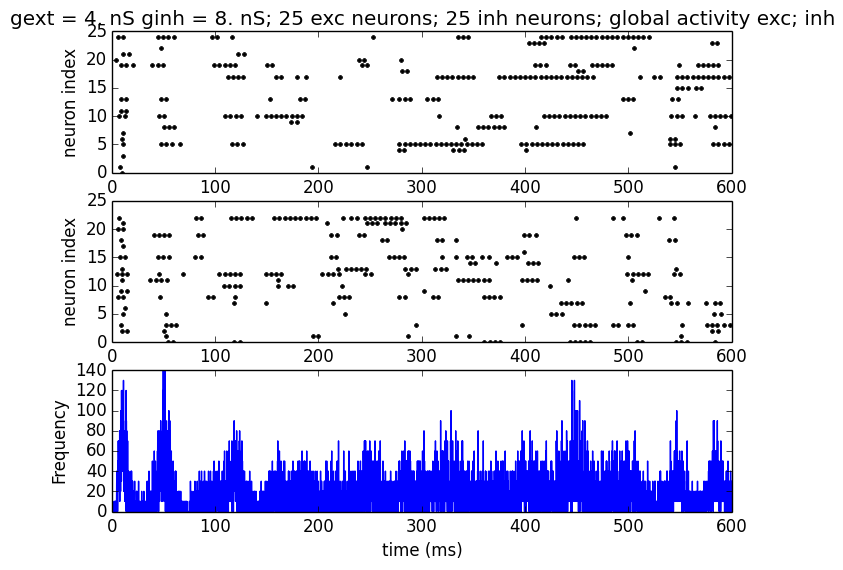 gext = 4. nS ginh = 8. nS; 25 exc neurons; 25 inh neurons; global activity exc; inh
25
20
15
10
5
0
neuron index
0 100 200 300 400 500 600
25
20
15
10
5
0
neuron index
0 100 200 300 400 500 600
140
120
100
80
60
40
20
0
Frequency
0 100 200 300 400 500 600
time (ms)